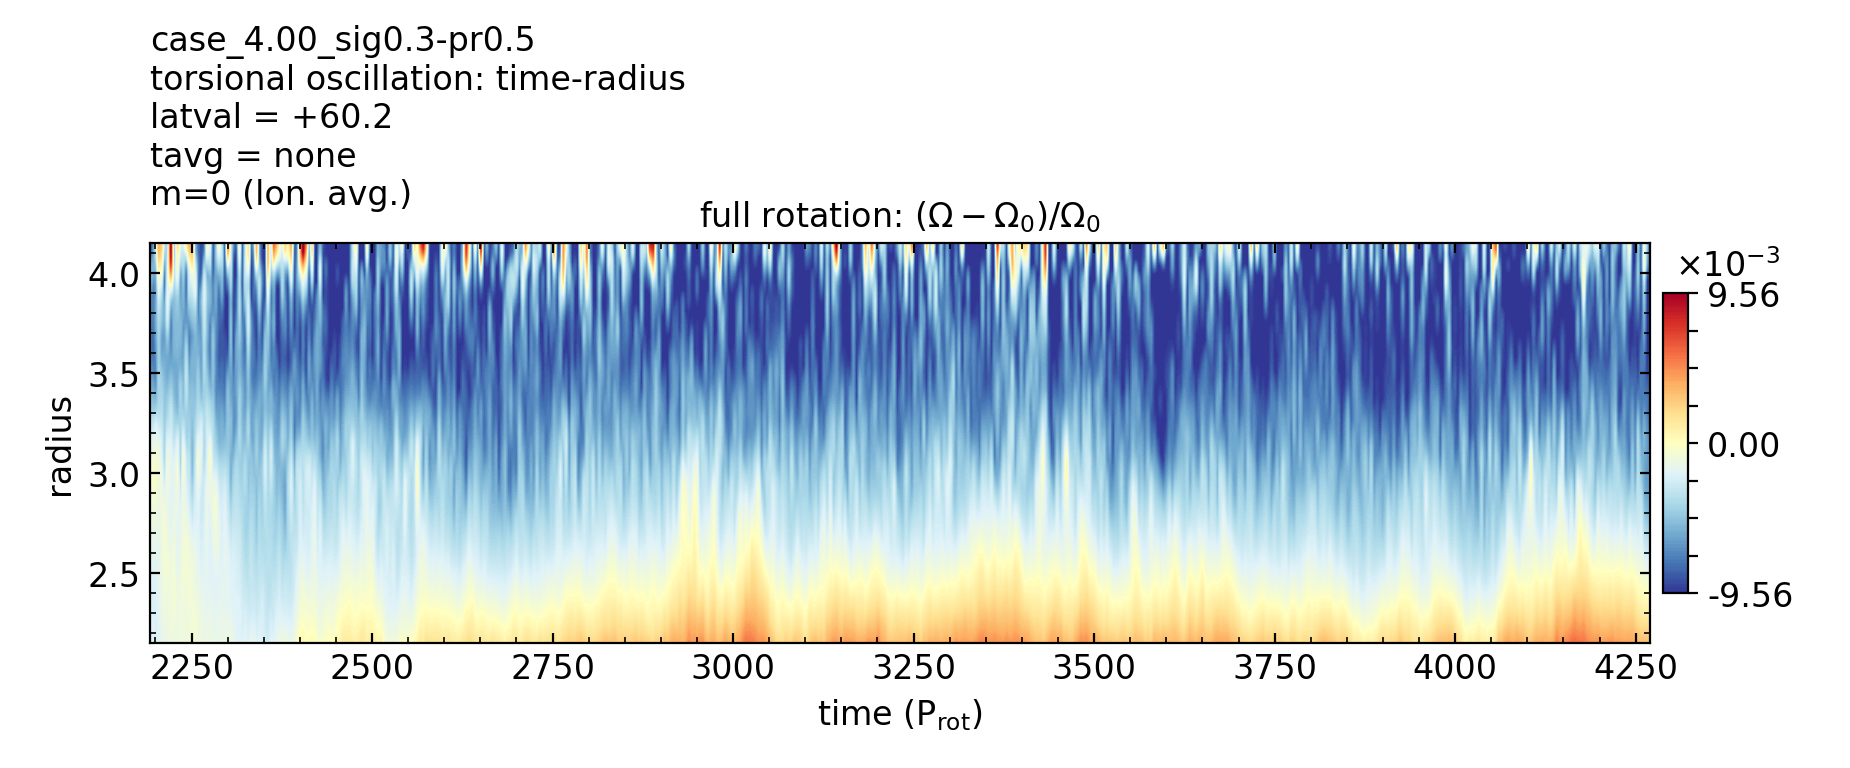 case_4.00_sig0.3-pr0.5
torsional oscillation: time-radius
latval = +60.2
tavg = none
m=0 (lon. avg.)
full rotation: (Ω − Ω₀)/Ω₀
×10⁻³
9.56
0.00
-9.56
4.0
3.5
3.0
2.5
radius
2250 2500 2750 3000 3250 3500 3750 4000 4250
time (P_rot)